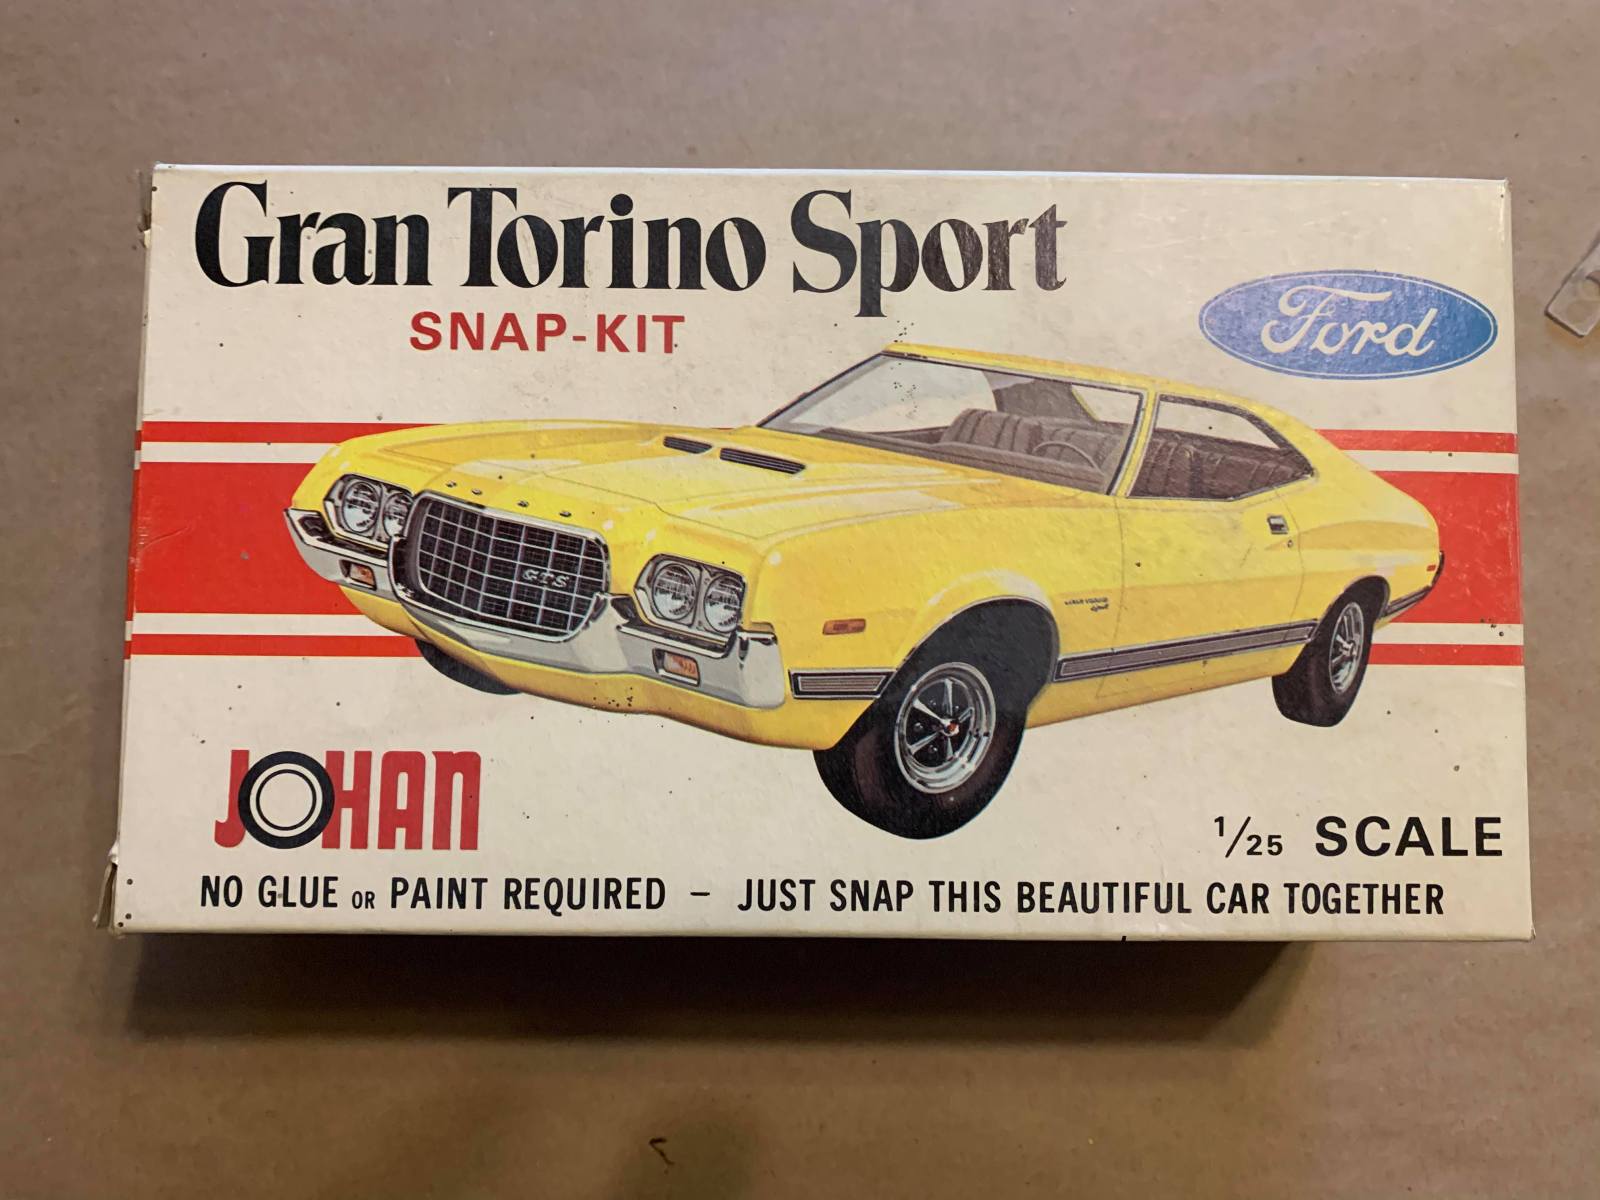 Gran Torino Sport
SNAP-KIT
Ford
GTS
JOHAN
1/25 SCALE
NO GLUE OR PAINT REQUIRED – JUST SNAP THIS BEAUTIFUL CAR TOGETHER